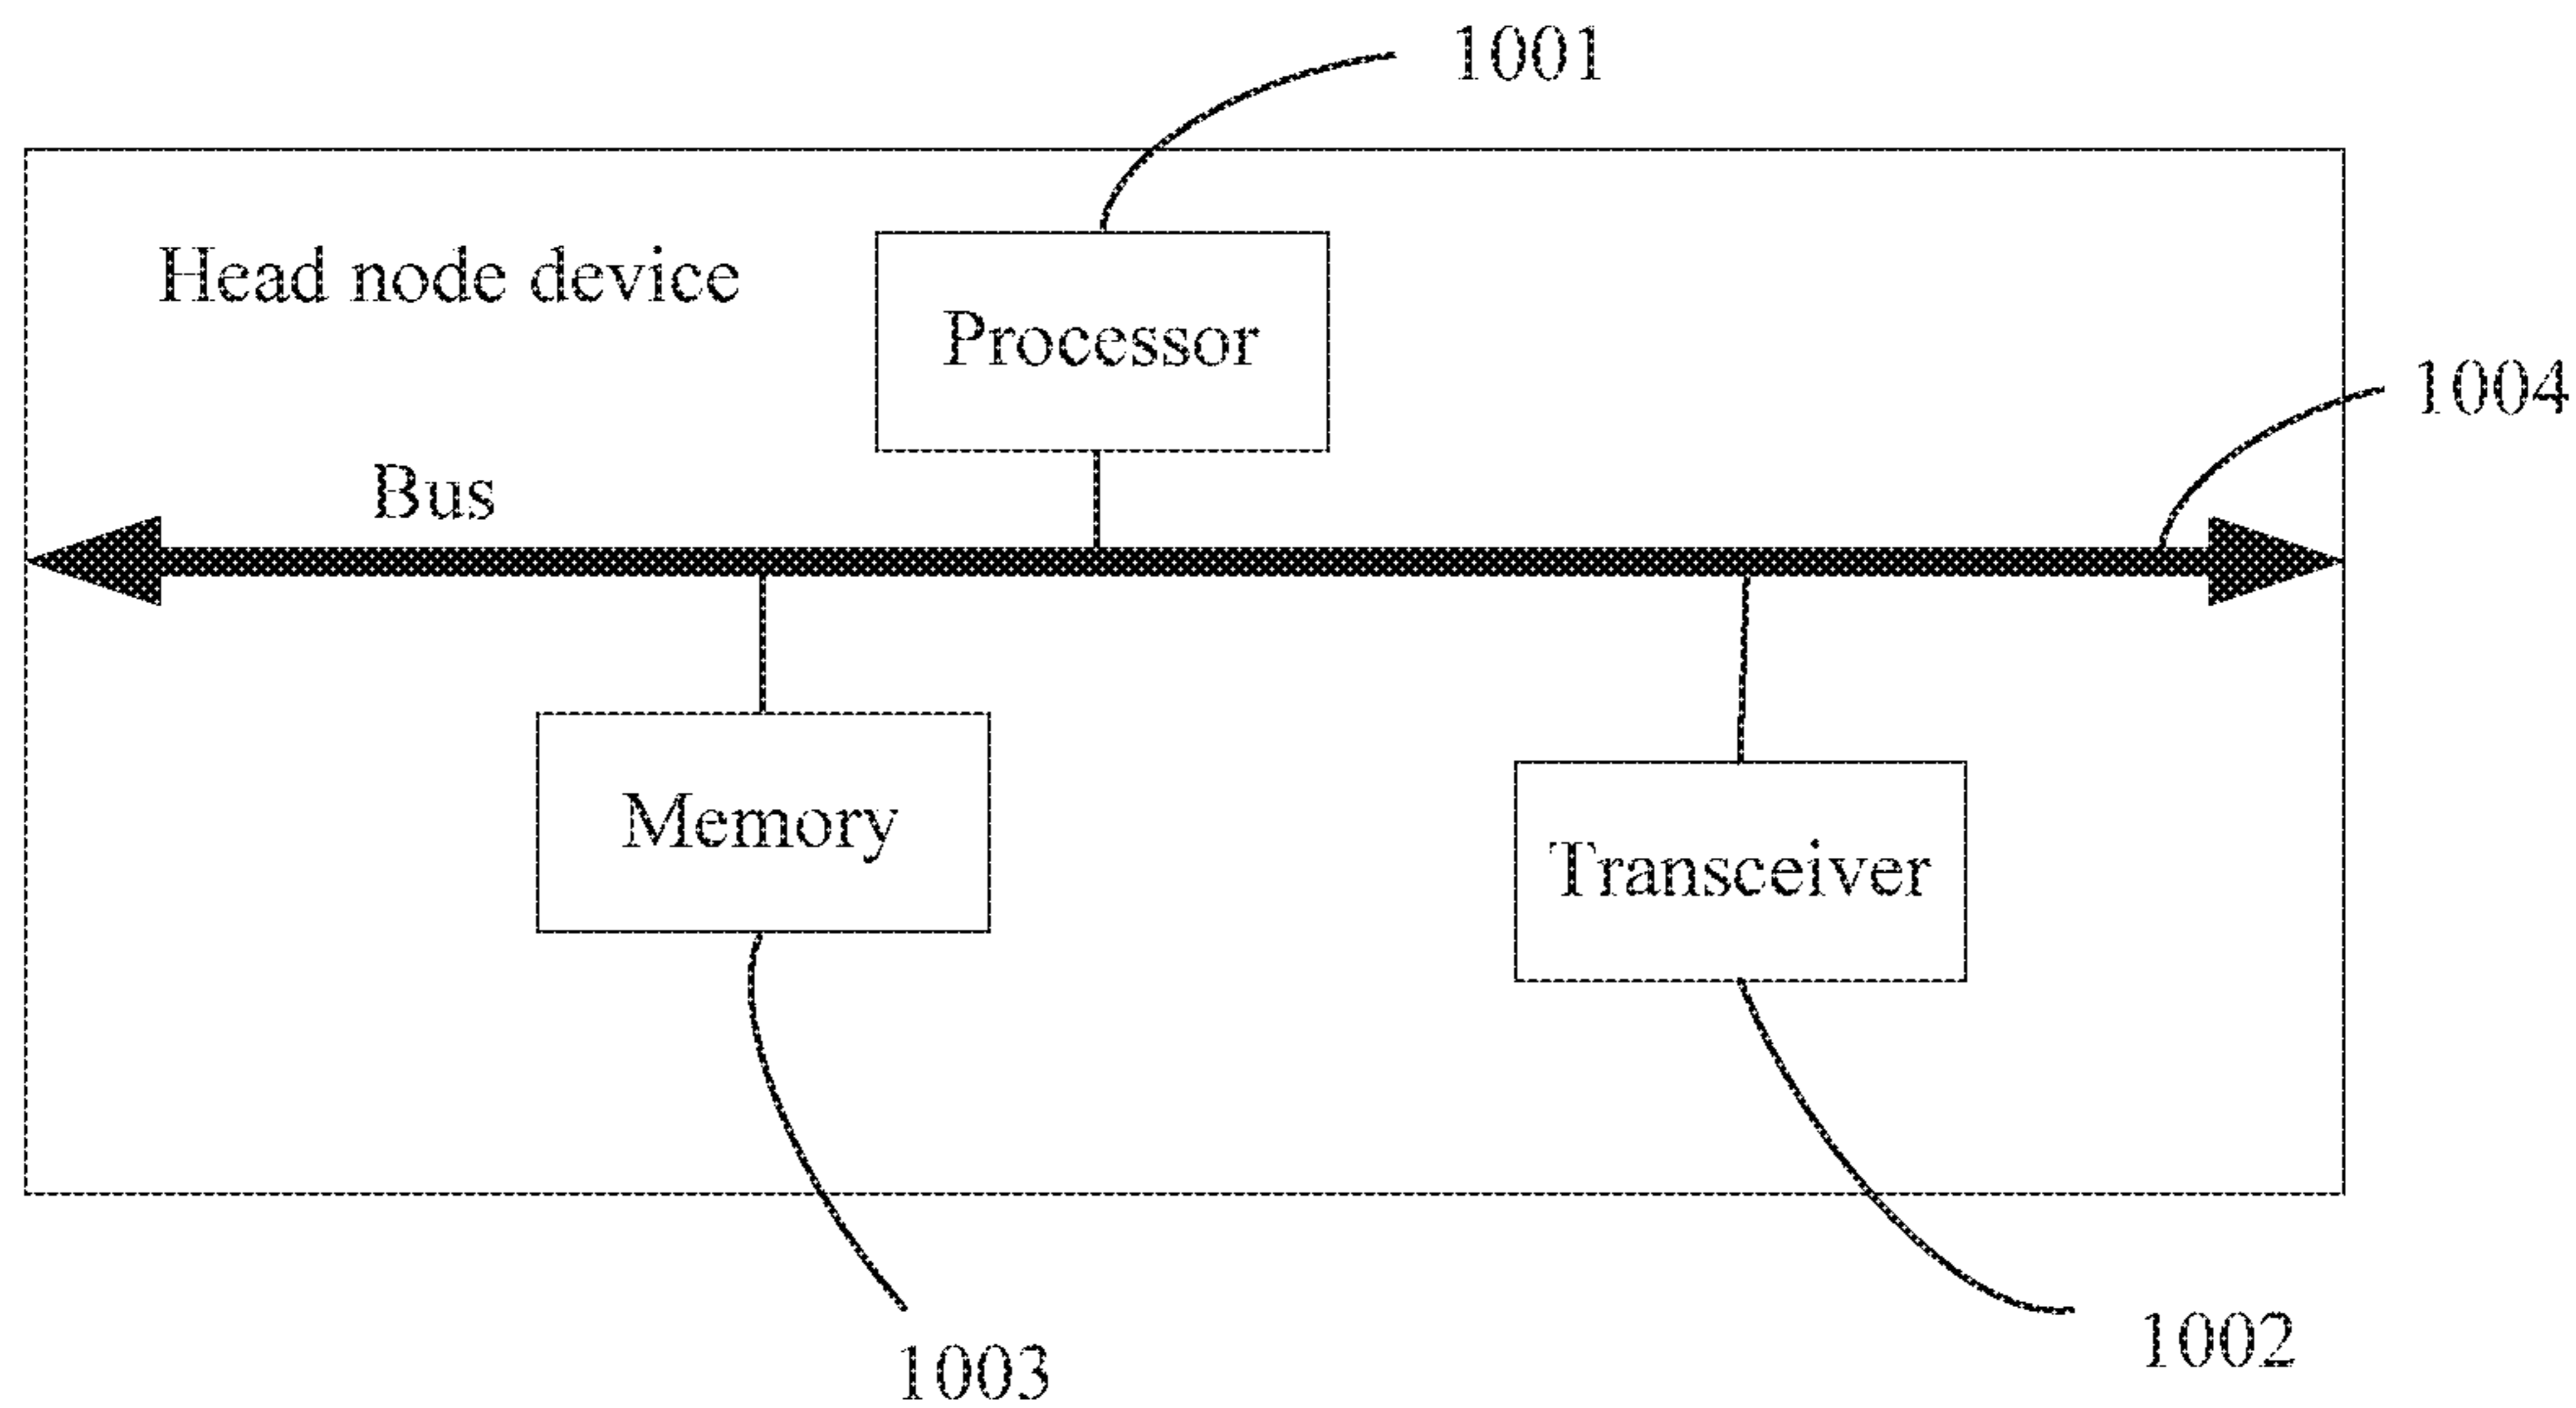 1001
Head node device
Processor
1004
Bus
Memory
Transceiver
1002
1003